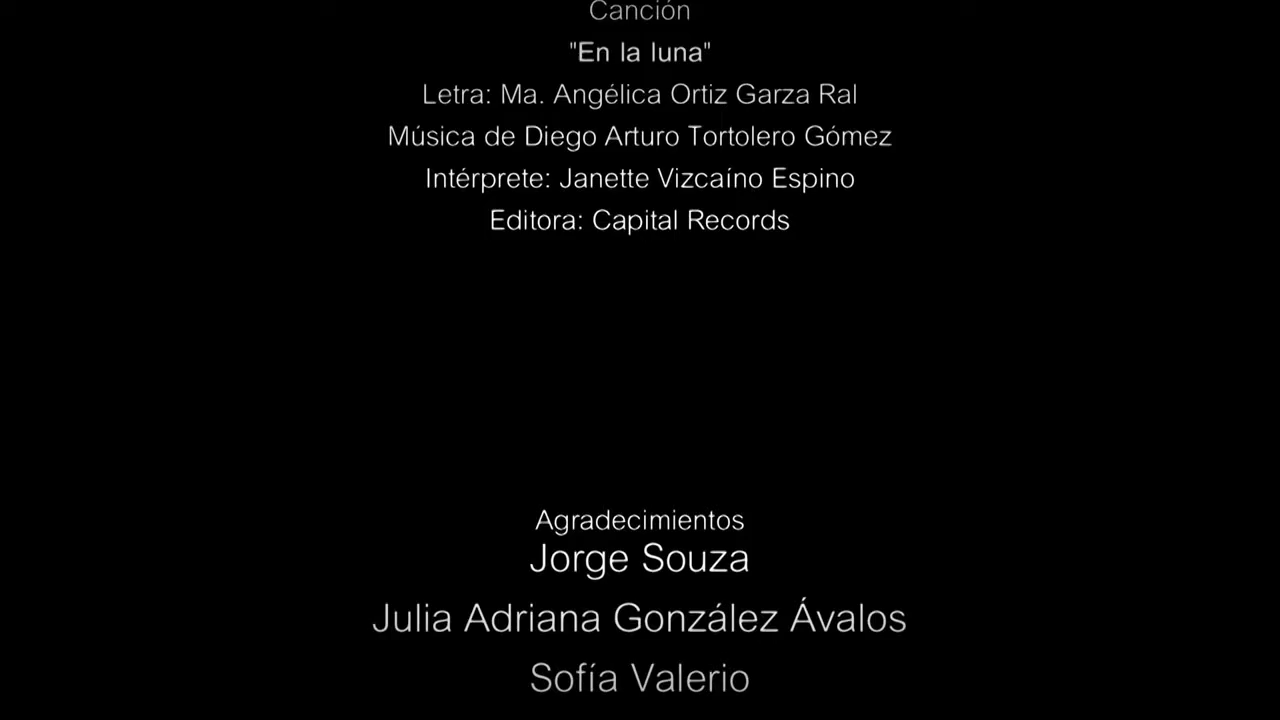 Canción
"En la luna"
Letra: Ma. Angélica Ortiz Garza Ral
Música de Diego Arturo Tortolero Gómez
Intérprete: Janette Vizcaíno Espino
Editora: Capital Records
Agradecimientos
Jorge Souza
Julia Adriana González Ávalos
Sofía Valerio